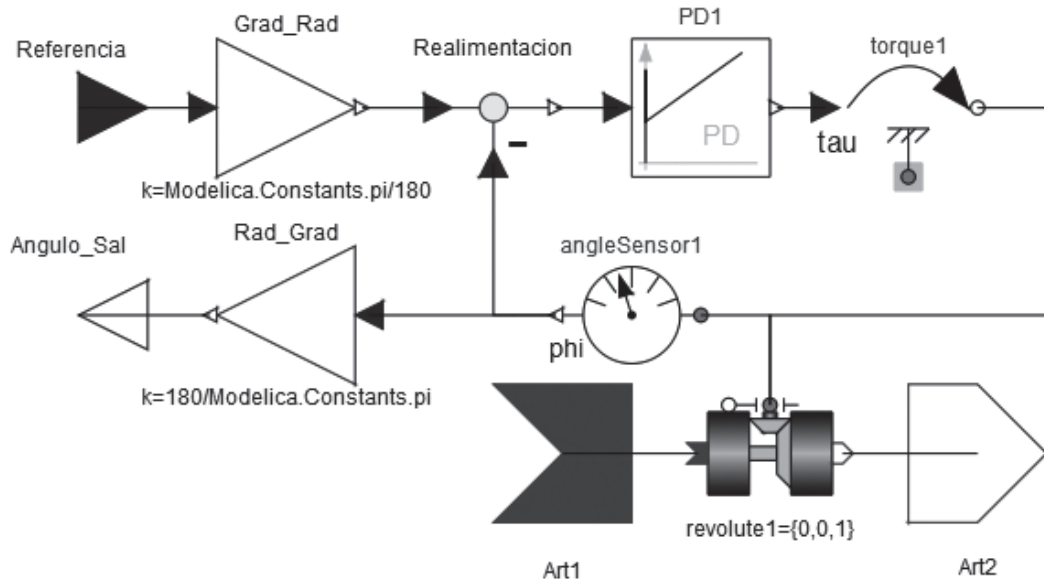 Grad_Rad
PD1
Referencía
Realimentacion
torque1
PD
tau
k=Modelica.Constants.pi/180
Angulo_Sal
Rad_Grad
angleSensor1
phi
k=180/Modelica.Constants.pi
revolute1={0,0,1}
Art1
Art2